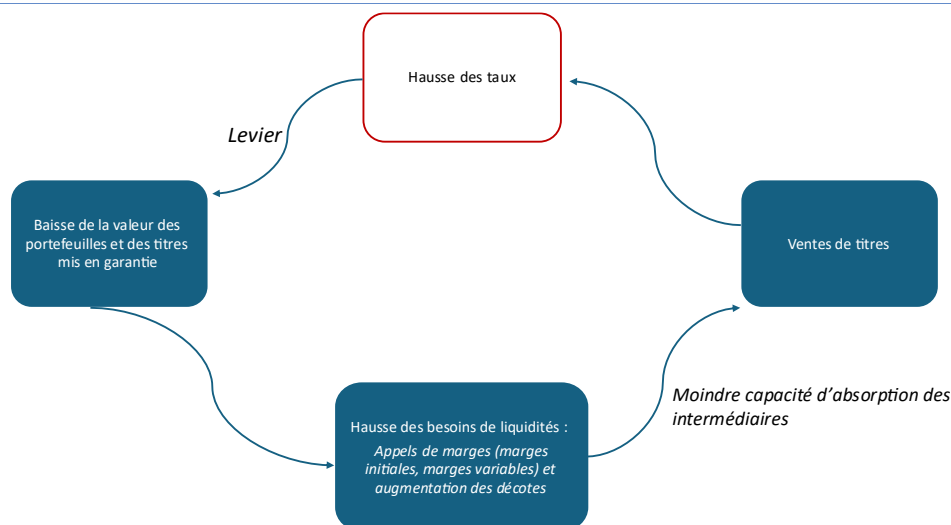 Hausse des taux
Levier
Baisse de la valeur des
portefeuilles et des titres
mis en garantie
Ventes de titres
Moindre capacité d'absorption des
intermédiaires
Hausse des besoins de liquidités :
Appels de marges (marges
initiales, marges variables) et
augmentation des décotes